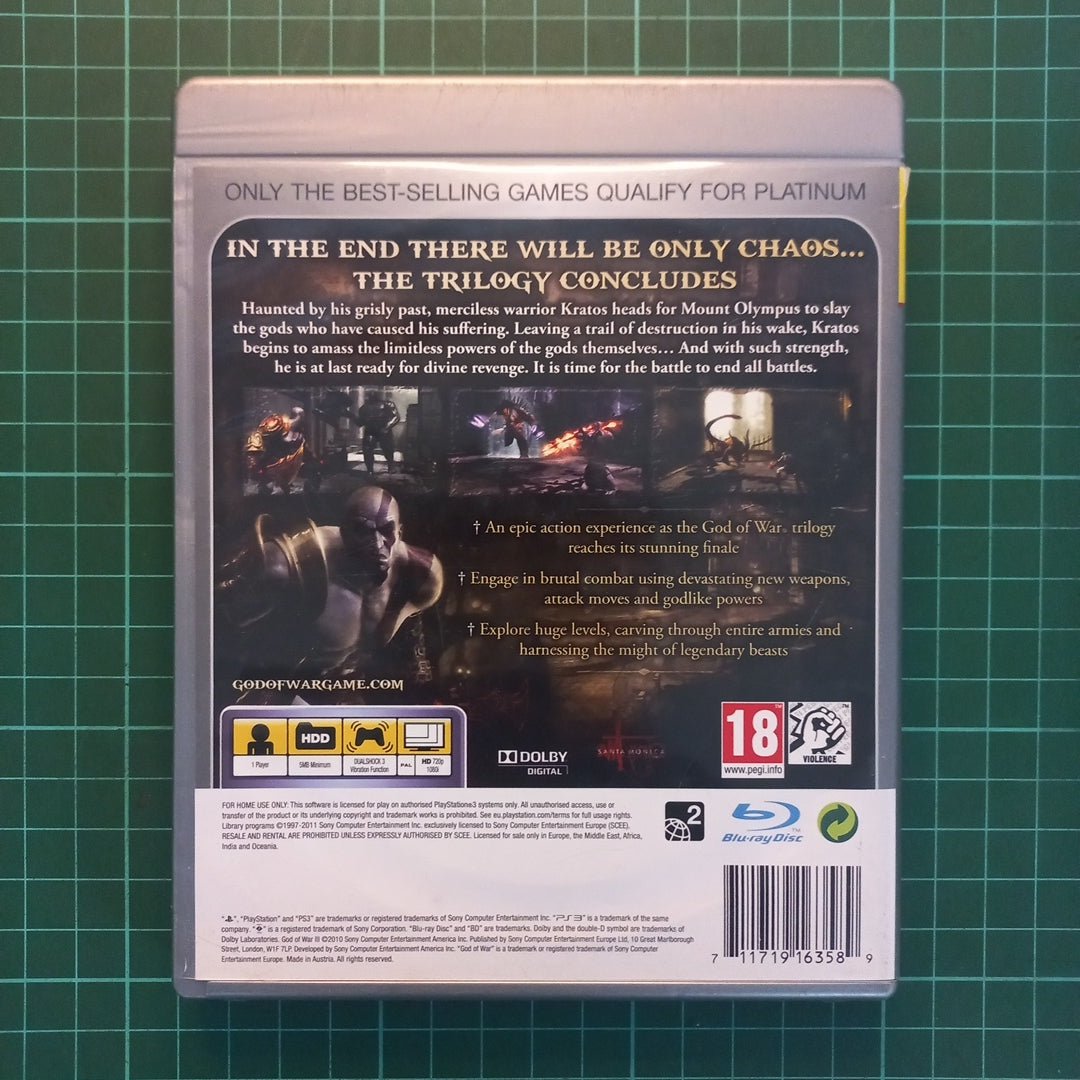 ONLY THE BEST-SELLING GAMES QUALIFY FOR PLATINUM
IN THE END THERE WILL BE ONLY CHAOS...
THE TRILOGY CONCLUDES
Haunted by his grisly past, merciless warrior Kratos heads for Mount Olympus to slay
the gods who have caused his suffering. Leaving a trail of destruction in his wake, Kratos
begins to amass the limitless powers of the gods themselves... And with such strength,
he is at last ready for divine revenge. It is time for the battle to end all battles.
† An epic action experience as the God of War® trilogy
reaches its stunning finale
† Engage in brutal combat using devastating new weapons,
attack moves and godlike powers
† Explore huge levels, carving through entire armies and
harnessing the might of legendary beasts
GODOFWARGAME.COM
HDD
1 Player
5MB Minimum
DUALSHOCK 3
Vibration Function
PAL
HD 720p
1080i
DOLBY
DIGITAL
SANTA MONICA
18
www.pegi.info
VIOLENCE
FOR HOME USE ONLY: This software is licensed for play on authorised PlayStation®3 systems only. All unauthorised access, use or
transfer of the product or its underlying copyright and trademark works is prohibited. See eu.playstation.com/terms for full usage rights.
Library programs ©1997-2011 Sony Computer Entertainment Inc. exclusively licensed to Sony Computer Entertainment Europe (SCEE).
RESALE AND RENTAL ARE PROHIBITED UNLESS EXPRESSLY AUTHORISED BY SCEE. Licensed for sale only in Europe, the Middle East, Africa,
India and Oceania.
2
Blu-ray Disc™
", "PlayStation" and "PS3" are trademarks or registered trademarks of Sony Computer Entertainment Inc. "PS3" is a trademark of the same
company. " " is a registered trademark of Sony Corporation. "Blu-ray Disc" and "BD" are trademarks. Dolby and the double-D symbol are trademarks of
Dolby Laboratories. God of War III ©2010 Sony Computer Entertainment America Inc. Published by Sony Computer Entertainment Europe Ltd, 10 Great Marlborough
Street, London, W1F 7LP. Developed by Sony Computer Entertainment America Inc. "God of War" is a trademark or registered trademark of Sony Computer
Entertainment Europe Inc. Made in Austria. All rights reserved.
7 11719 16358 9